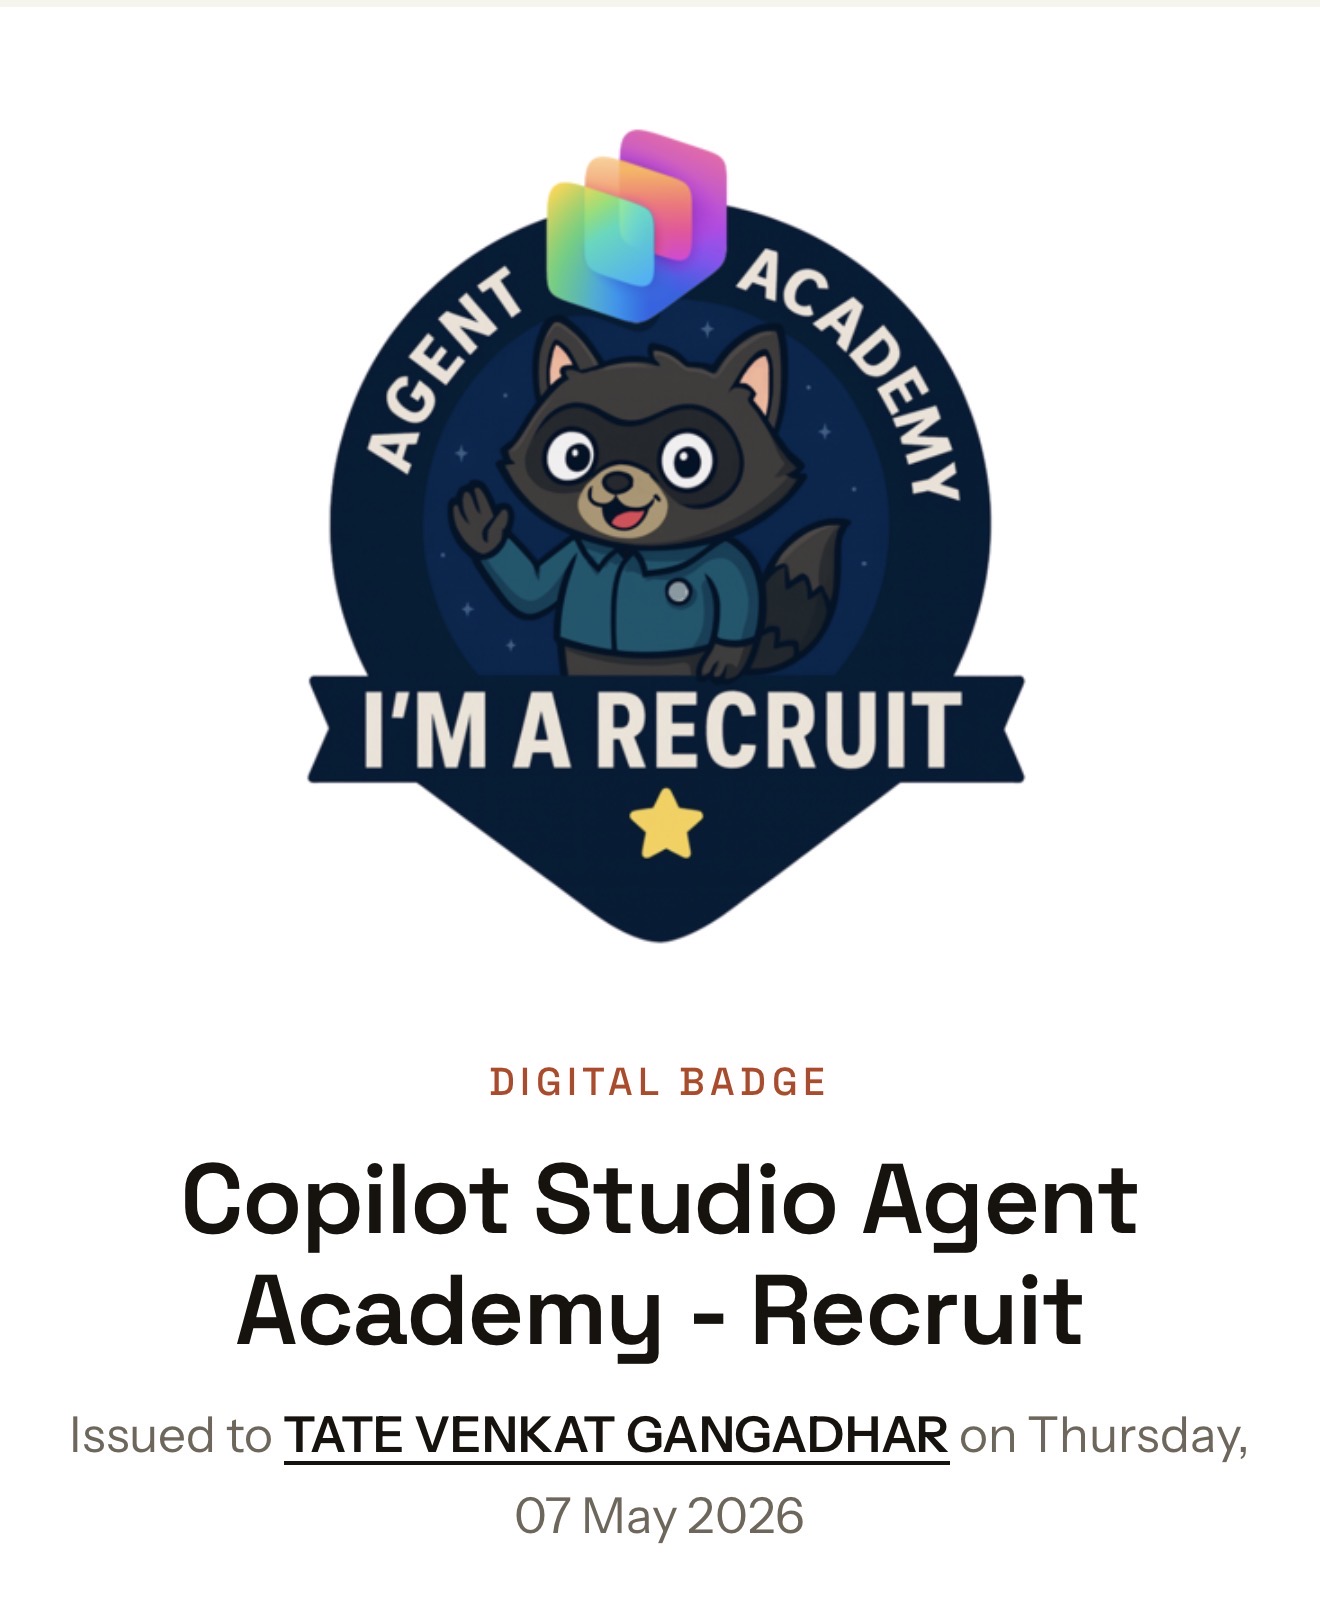 AGENT ACADEMY
I'M A RECRUIT
DIGITAL BADGE
Copilot Studio Agent
Academy - Recruit
Issued to TATE VENKAT GANGADHAR on Thursday,
07 May 2026